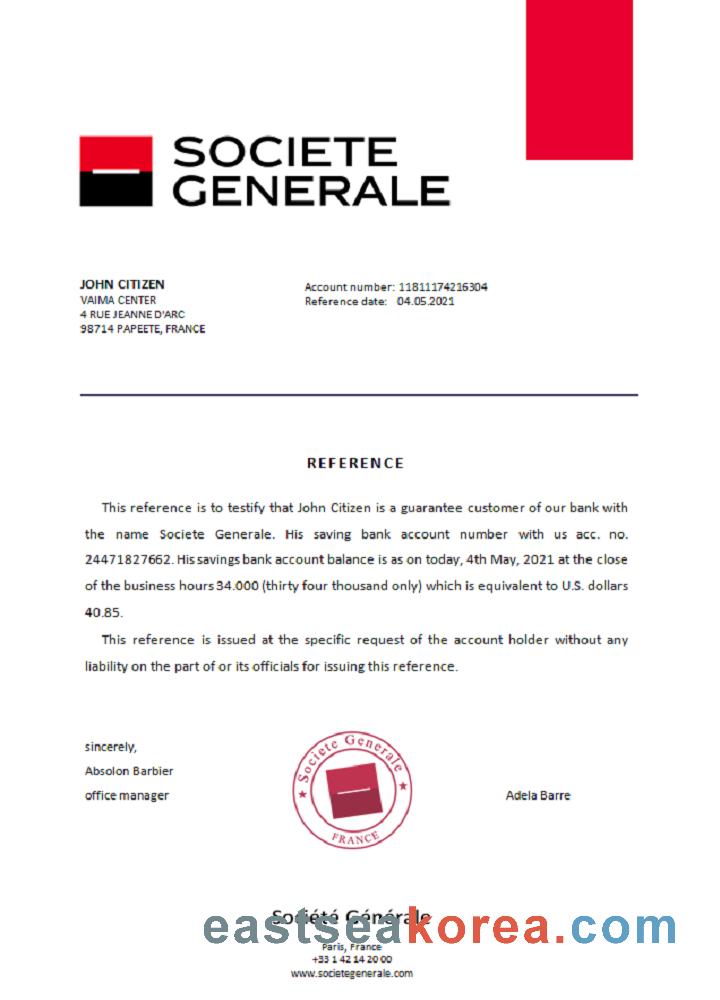 SOCIETE
GENERALE
JOHN CITIZEN
VAIMA CENTER
4 RUE JEANNE D'ARC
98714 PAPEETE, FRANCE
Account number: 11811174216304
Reference date: 04.05.2021
REFERENCE
This reference is to testify that John Citizen is a guarantee customer of our bank with
the name Societe Generale. His saving bank account number with us acc. no.
24471827662. His savings bank account balance is as on today, 4th May, 2021 at the close
of the business hours 34.000 (thirty four thousand only) which is equivalent to U.S. dollars
40.85.
This reference is issued at the specific request of the account holder without any
liability on the part of or its officials for issuing this reference.
sincerely,
Absolon Barbier
office manager
Societe Generale
FRANCE
Adela Barre
Société Générale
eastseakorea.com
Paris, France
+33 1 42 14 20 00
www.societegenerale.com